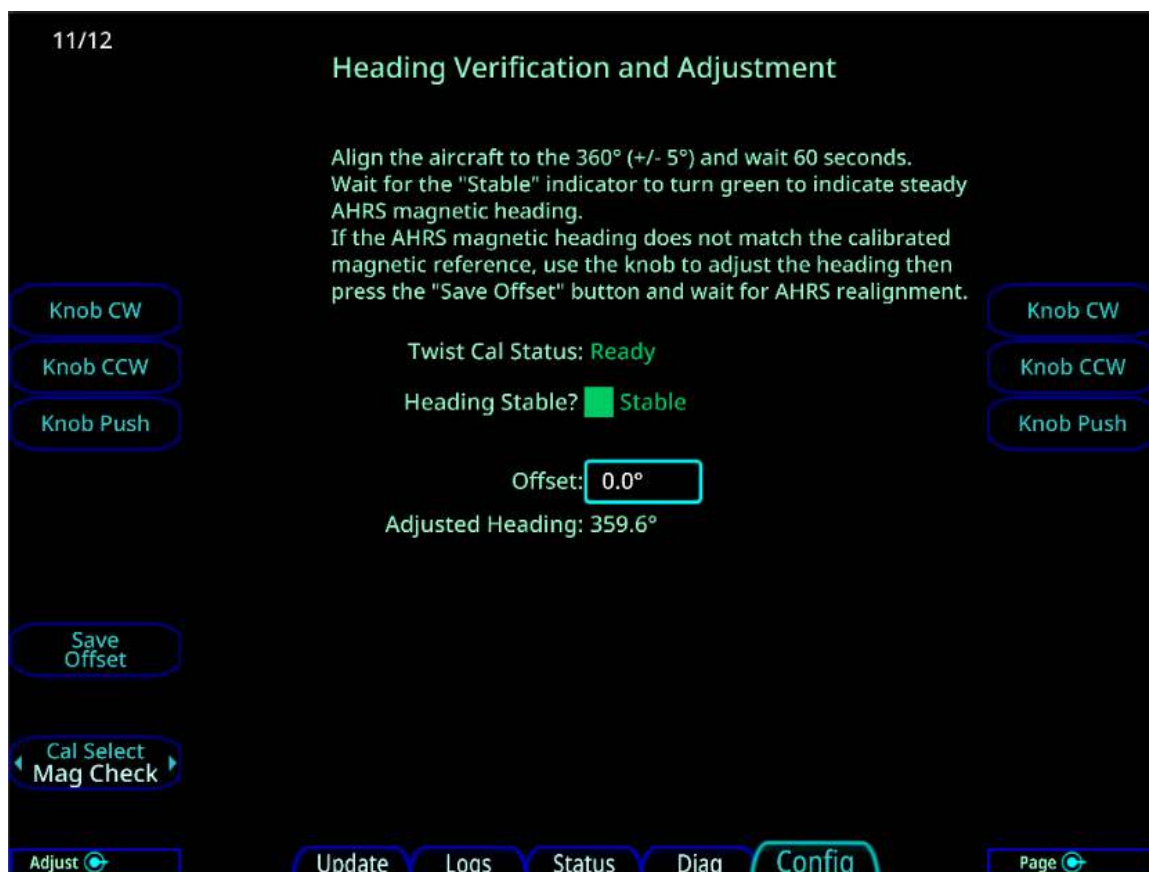 11/12
Heading Verification and Adjustment
Align the aircraft to the 360° (+/- 5°) and wait 60 seconds.
Wait for the "Stable" indicator to turn green to indicate steady
AHRS magnetic heading.
If the AHRS magnetic heading does not match the calibrated
magnetic reference, use the knob to adjust the heading then
press the "Save Offset" button and wait for AHRS realignment.
Knob CW
Knob CW
Twist Cal Status: Ready
Knob CCW
Knob CCW
Heading Stable? Stable
Knob Push
Knob Push
Offset: 0.0°
Adjusted Heading: 359.6°
Save
Offset
Cal Select
Mag Check
Adjust
Update Logs Status Diag Config
Page